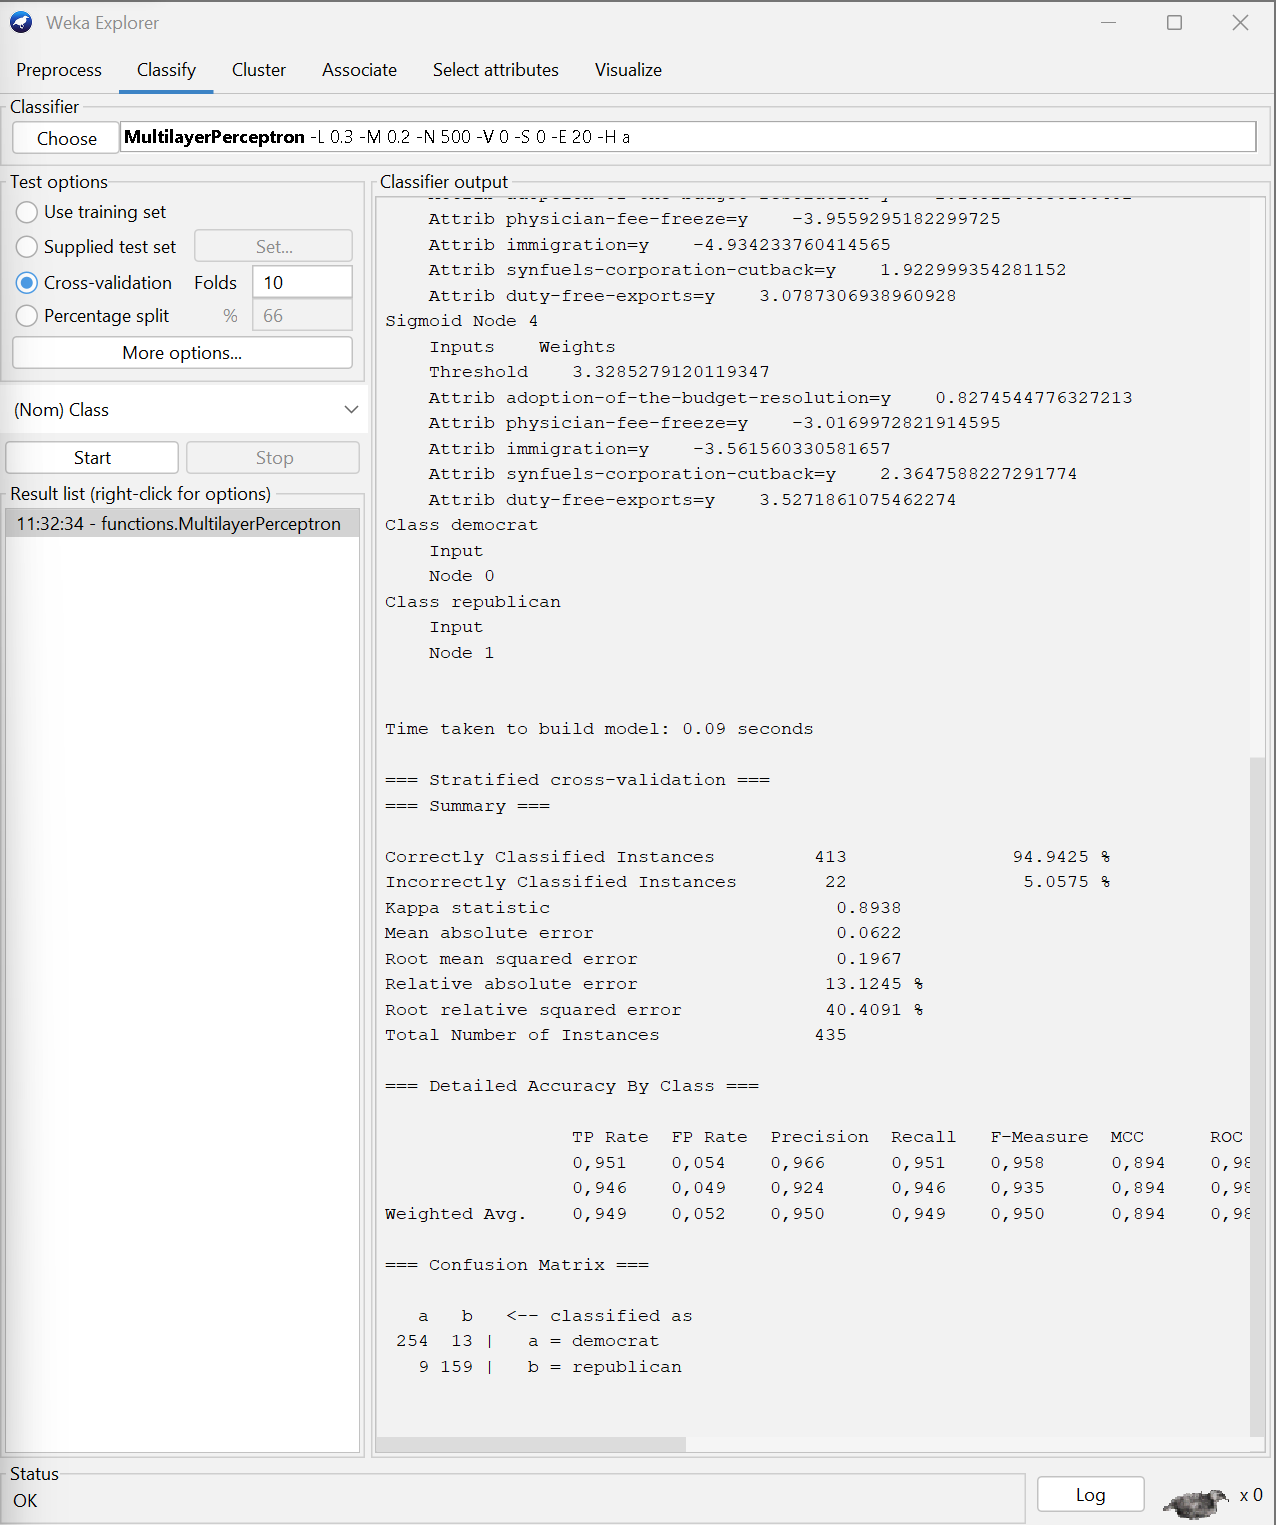 Weka Explorer
Preprocess Classify Cluster Associate Select attributes Visualize
Classifier
Choose MultilayerPerceptron -L 0.3 -M 0.2 -N 500 -V 0 -S 0 -E 20 -H a
Test options
Use training set
Supplied test set Set...
Cross-validation Folds 10
Percentage split % 66
More options...
(Nom) Class
Start Stop
Result list (right-click for options)
11:32:34 - functions.MultilayerPerceptron
Classifier output
Attrib physician-fee-freeze=y -3.9559295182299725
Attrib immigration=y -4.934233760414565
Attrib synfuels-corporation-cutback=y 1.922999354281152
Attrib duty-free-exports=y 3.0787306938960928
Sigmoid Node 4
Inputs Weights
Threshold 3.3285279120119347
Attrib adoption-of-the-budget-resolution=y 0.8274544776327213
Attrib physician-fee-freeze=y -3.0169972821914595
Attrib immigration=y -3.561560330581657
Attrib synfuels-corporation-cutback=y 2.3647588227291774
Attrib duty-free-exports=y 3.5271861075462274
Class democrat
Input
Node 0
Class republican
Input
Node 1
Time taken to build model: 0.09 seconds
=== Stratified cross-validation ===
=== Summary ===
Correctly Classified Instances 413 94.9425 %
Incorrectly Classified Instances 22 5.0575 %
Kappa statistic 0.8938
Mean absolute error 0.0622
Root mean squared error 0.1967
Relative absolute error 13.1245 %
Root relative squared error 40.4091 %
Total Number of Instances 435
=== Detailed Accuracy By Class ===
TP Rate FP Rate Precision Recall F-Measure MCC ROC
0,951 0,054 0,966 0,951 0,958 0,894 0,98
0,946 0,049 0,924 0,946 0,935 0,894 0,98
Weighted Avg. 0,949 0,052 0,950 0,949 0,950 0,894 0,98
=== Confusion Matrix ===
a b <-- classified as
254 13 | a = democrat
9 159 | b = republican
Status
OK
Log
x 0